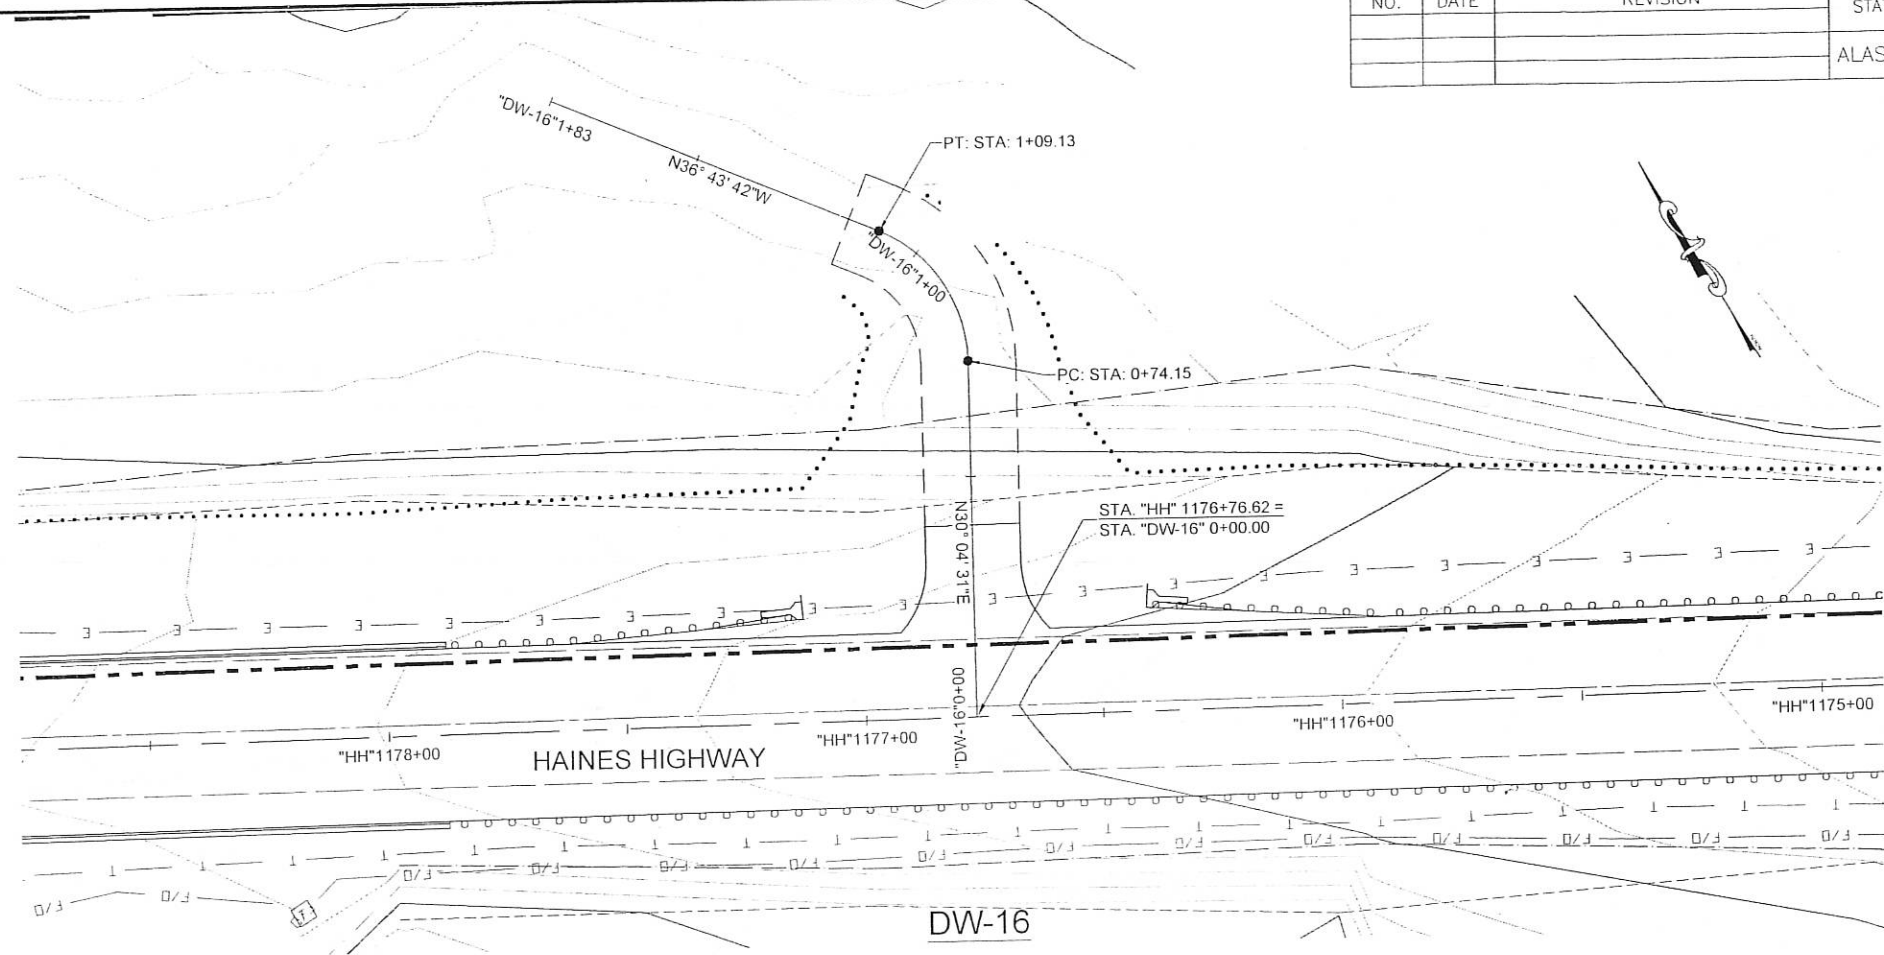 NO. DATE REVISION STA
ALAS
"DW-16"1+83
N36° 43' 42"W
PT: STA: 1+09.13
"DW-16"1+00
PC: STA: 0+74.15
N30° 04' 31"E
STA. "HH" 1176+76.62 =
STA. "DW-16" 0+00.00
E E E E E E E E E E E E E E E E E E E E
"DW-16"0+00
"HH"1178+00
HAINES HIGHWAY
"HH"1177+00
"HH"1176+00
"HH"1175+00
T T T T T T T T T T T T T T T T T T T T
F/O F/O F/O F/O F/O F/O F/O F/O F/O F/O F/O F/O F/O F/O
T
DW-16